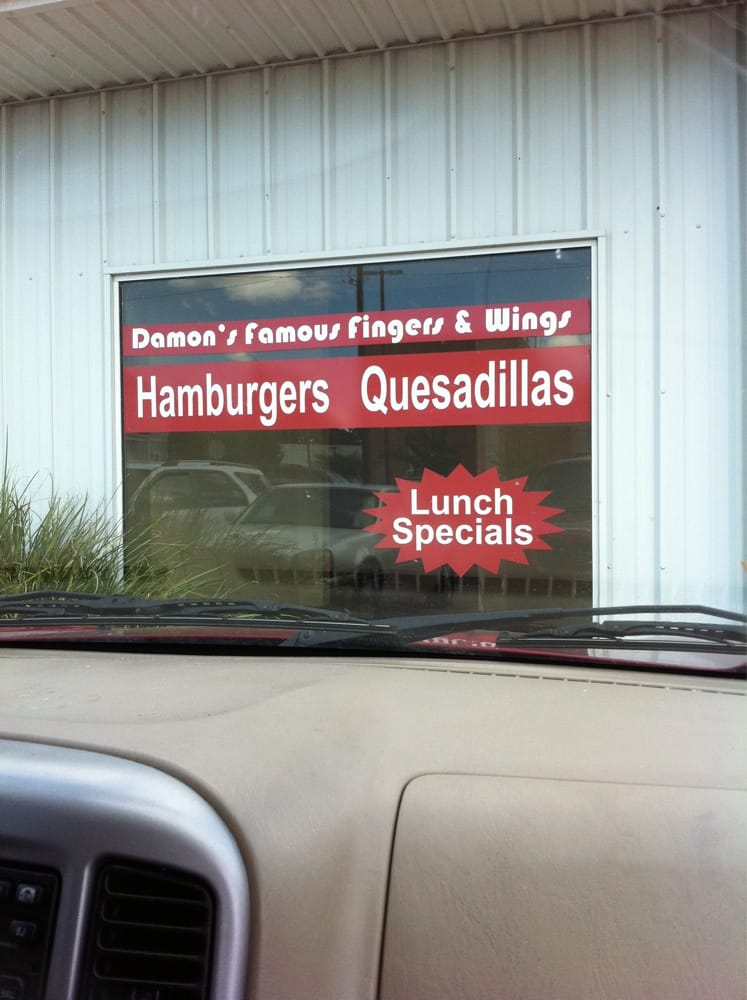 Damon's Famous Fingers & Wings
Hamburgers Quesadillas
Lunch
Specials